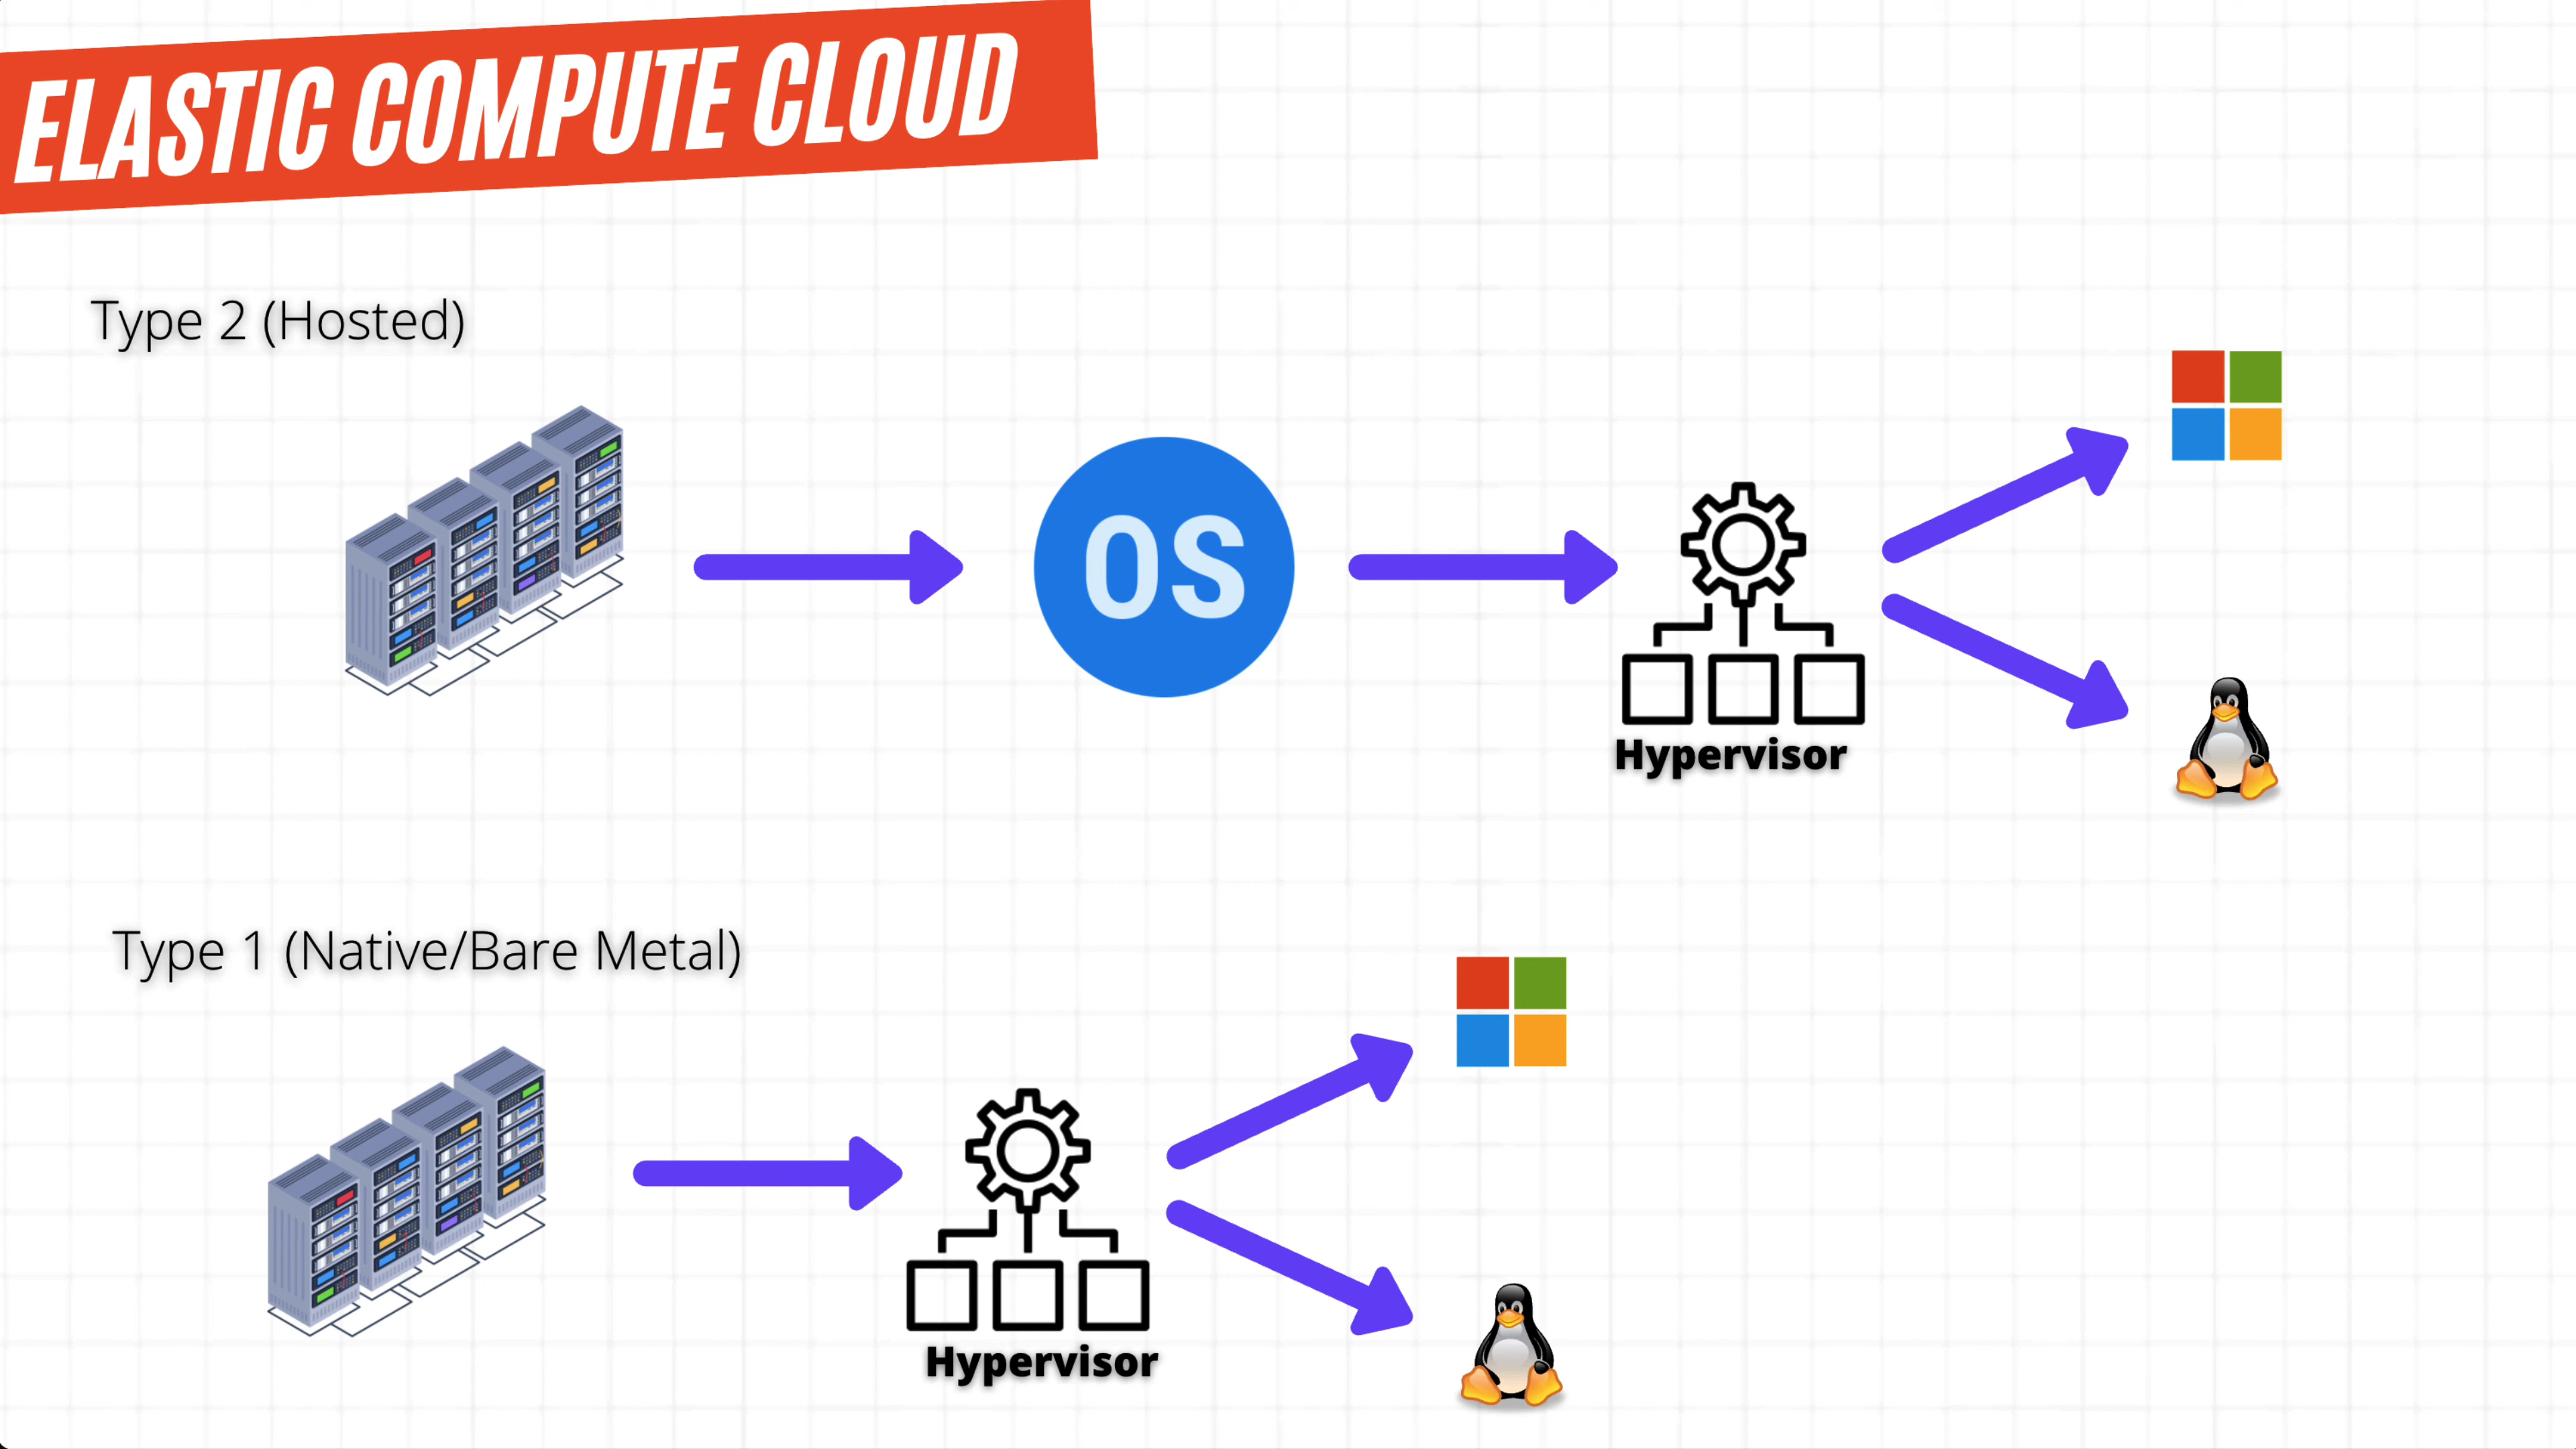 ELASTIC COMPUTE CLOUD
Type 2 (Hosted)
OS
Hypervisor
Type 1 (Native/Bare Metal)
Hypervisor